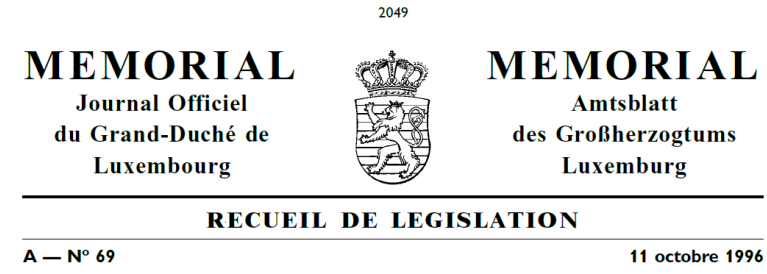 2049
MEMORIAL
Journal Officiel
du Grand-Duché de
Luxembourg
MEMORIAL
Amtsblatt
des Großherzogtums
Luxemburg
RECUEIL DE LEGISLATION
A — N° 69
11 octobre 1996